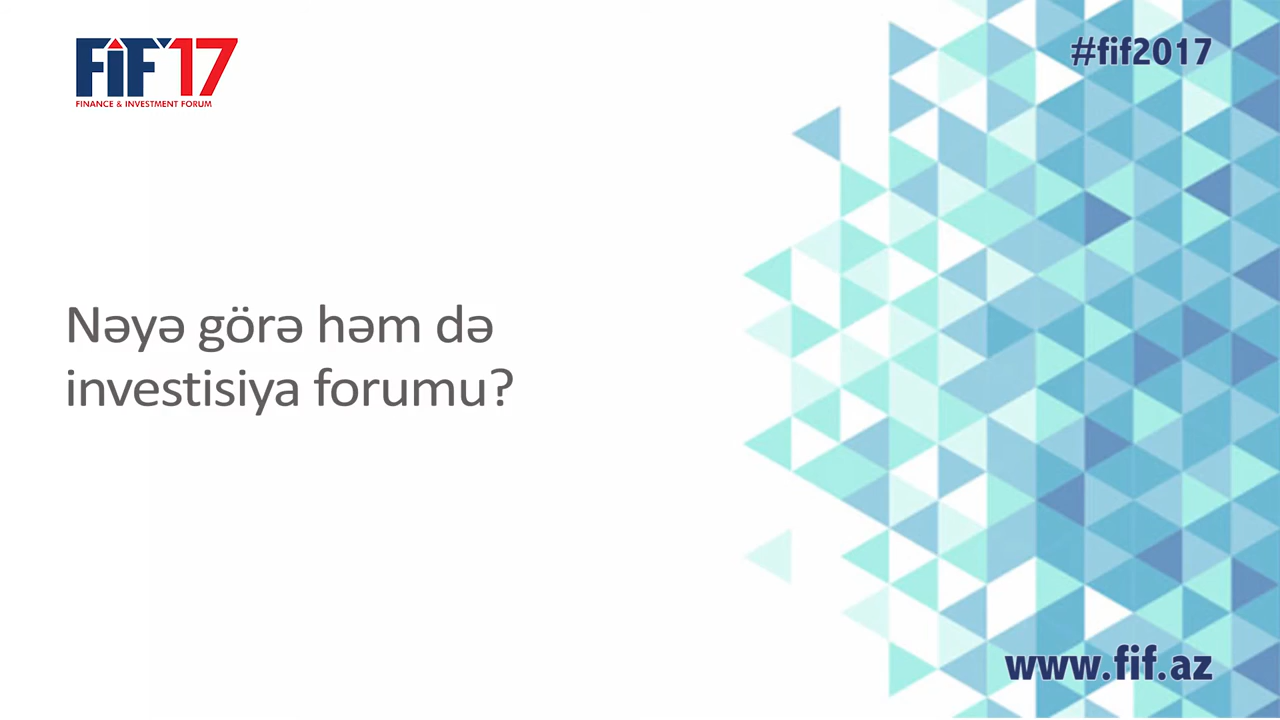 FİF'17
FINANCE & INVESTMENT FORUM
#fif2017
Nəyə görə həm də
investisiya forumu?
www.fif.az